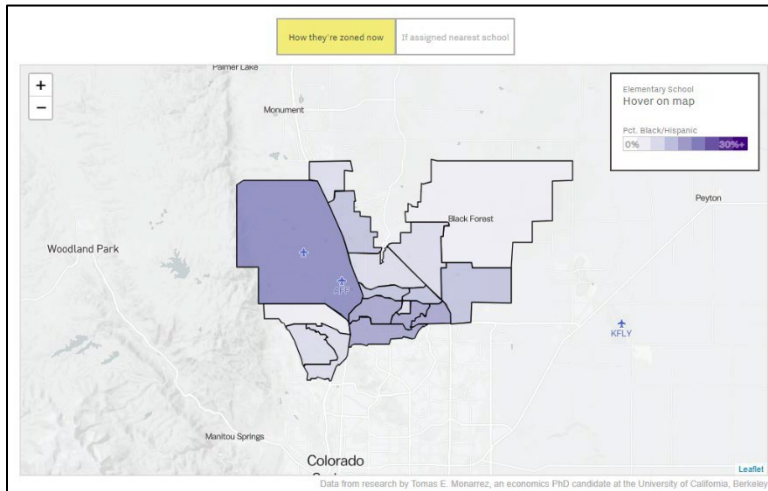 How they're zoned now
If assigned nearest school
Palmer Lake
+
−
Monument
Elementary School
Hover on map
Pct. Black/Hispanic
0%
30%+
Peyton
Black Forest
Woodland Park
KFLY
Manitou Springs
Colorado
Leaflet
Data from research by Tomas E. Monarrez, an economics PhD candidate at the University of California, Berkeley